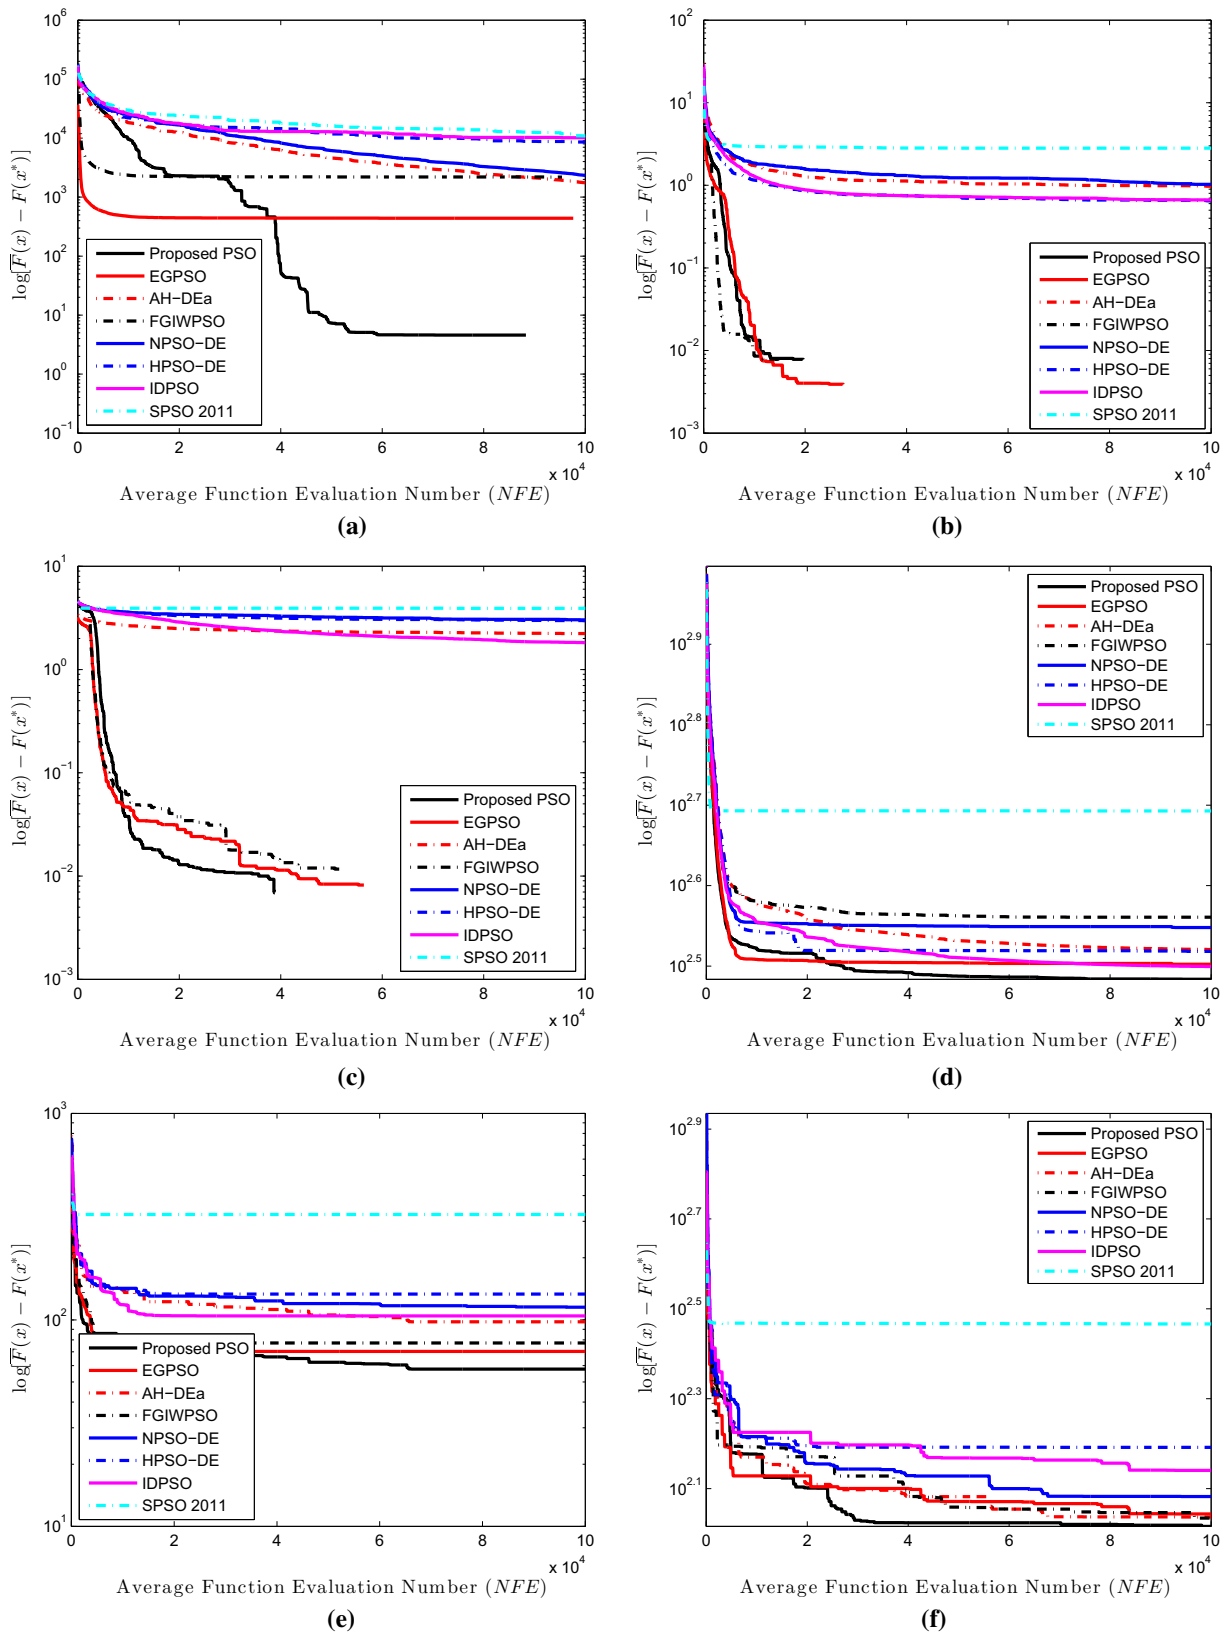 10^6
10^5
10^4
10^3
10^2
10^1
10^0
10^-1
log[F̅(x) − F(x*)]
Proposed PSO
EGPSO
AH−DEa
FGIWPSO
NPSO−DE
HPSO−DE
IDPSO
SPSO 2011
0 2 4 6 8 10
x 10^4
Average Function Evaluation Number (NFE)
(a)
10^2
10^1
10^0
10^-1
10^-2
10^-3
log[F̅(x) − F(x*)]
Proposed PSO
EGPSO
AH−DEa
FGIWPSO
NPSO−DE
HPSO−DE
IDPSO
SPSO 2011
0 2 4 6 8 10
x 10^4
Average Function Evaluation Number (NFE)
(b)
10^1
10^0
10^-1
10^-2
10^-3
log[F̅(x) − F(x*)]
Proposed PSO
EGPSO
AH−DEa
FGIWPSO
NPSO−DE
HPSO−DE
IDPSO
SPSO 2011
0 2 4 6 8 10
x 10^4
Average Function Evaluation Number (NFE)
(c)
10^2.9
10^2.8
10^2.7
10^2.6
10^2.5
log[F̅(x) − F(x*)]
Proposed PSO
EGPSO
AH−DEa
FGIWPSO
NPSO−DE
HPSO−DE
IDPSO
SPSO 2011
0 2 4 6 8 10
x 10^4
Average Function Evaluation Number (NFE)
(d)
10^3
10^2
10^1
log[F̅(x) − F(x*)]
Proposed PSO
EGPSO
AH−DEa
FGIWPSO
NPSO−DE
HPSO−DE
IDPSO
SPSO 2011
0 2 4 6 8 10
x 10^4
Average Function Evaluation Number (NFE)
(e)
10^2.9
10^2.7
10^2.5
10^2.3
10^2.1
log[F̅(x) − F(x*)]
Proposed PSO
EGPSO
AH−DEa
FGIWPSO
NPSO−DE
HPSO−DE
IDPSO
SPSO 2011
0 2 4 6 8 10
x 10^4
Average Function Evaluation Number (NFE)
(f)